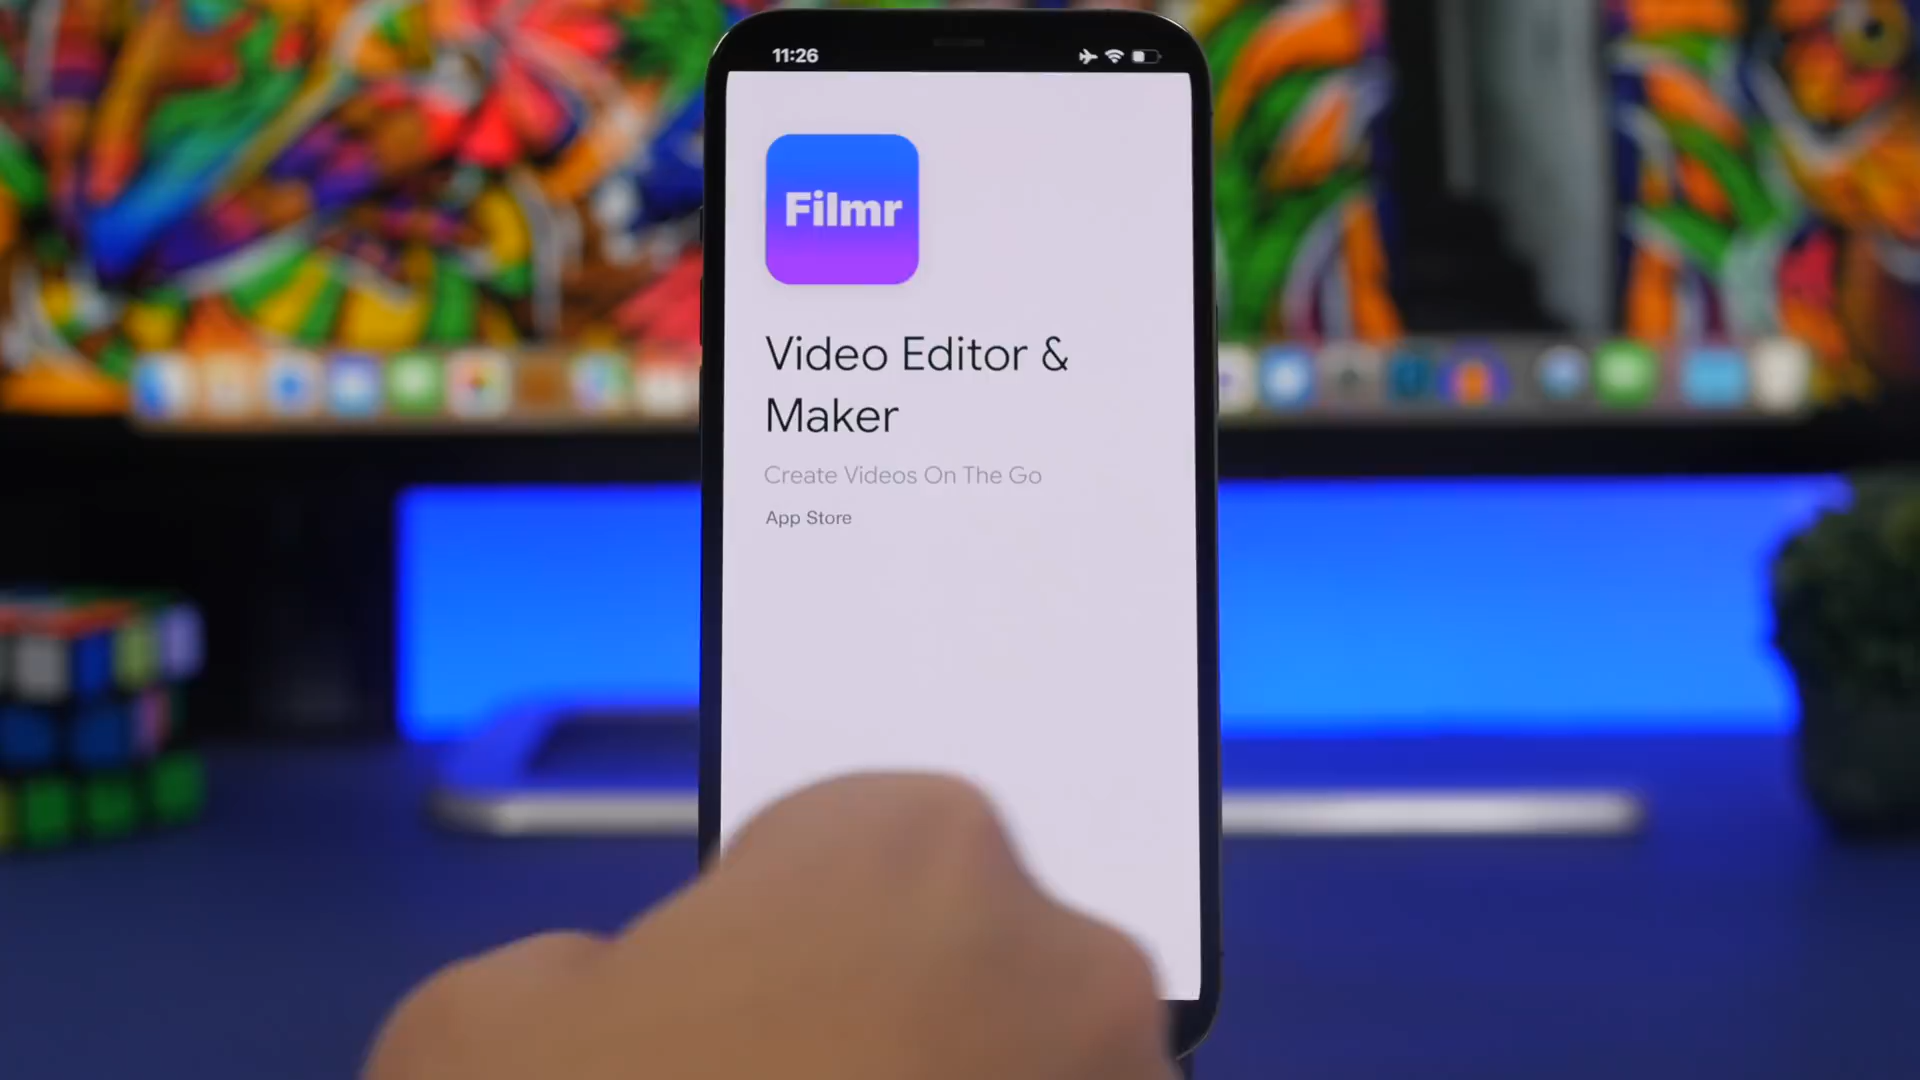 11:26
Filmr
Video Editor &
Maker
Create Videos On The Go
App Store